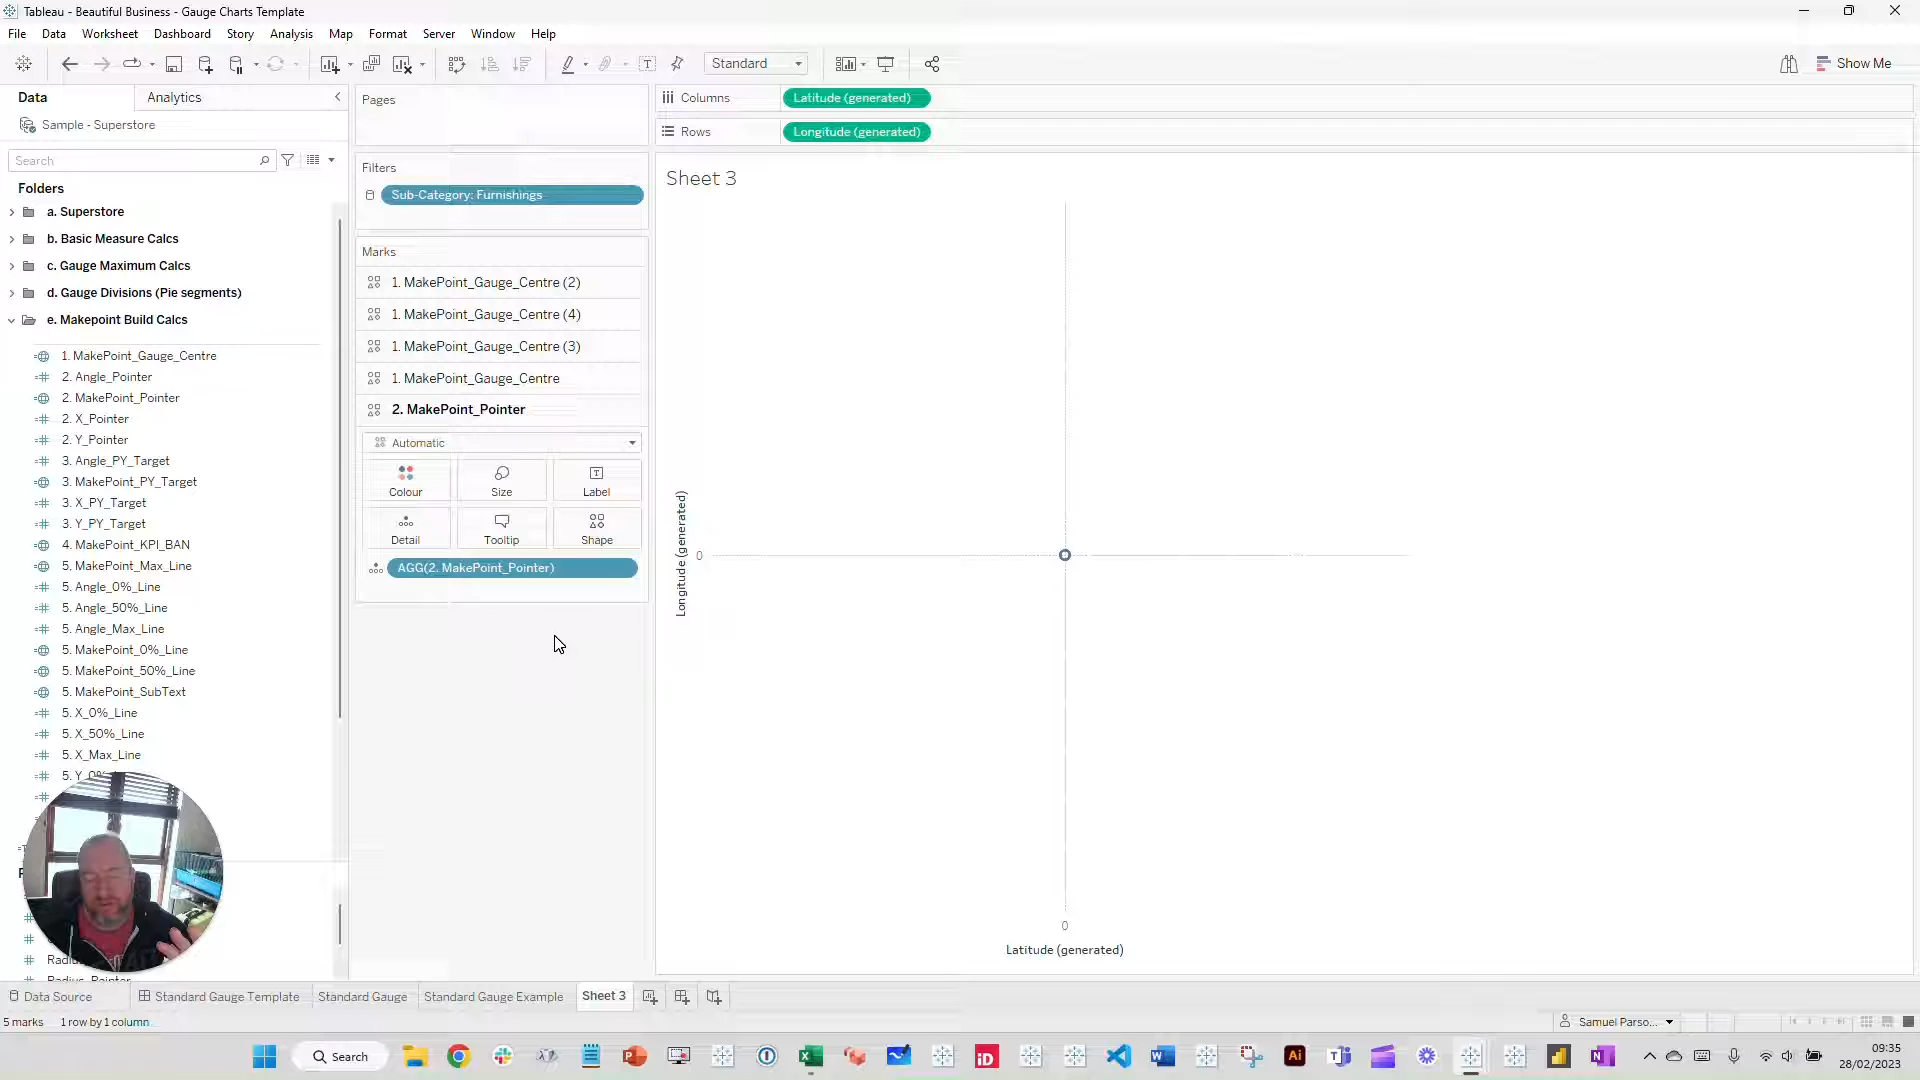 Tableau - Beautiful Business - Gauge Charts Template
File Data Worksheet Dashboard Story Analysis Map Format Server Window Help
Standard
Show Me
Data
Analytics
Sample - Superstore
Search
Folders
a. Superstore
b. Basic Measure Calcs
c. Gauge Maximum Calcs
d. Gauge Divisions (Pie segments)
e. Makepoint Build Calcs
1. MakePoint_Gauge_Centre
2. Angle_Pointer
2. MakePoint_Pointer
2. X_Pointer
2. Y_Pointer
3. Angle_PY_Target
3. MakePoint_PY_Target
3. X_PY_Target
3. Y_PY_Target
4. MakePoint_KPI_BAN
5. MakePoint_Max_Line
5. Angle_0%_Line
5. Angle_50%_Line
5. Angle_Max_Line
5. MakePoint_0%_Line
5. MakePoint_50%_Line
5. MakePoint_SubText
5. X_0%_Line
5. X_50%_Line
5. X_Max_Line
Pages
Filters
Sub-Category: Furnishings
Marks
1. MakePoint_Gauge_Centre (2)
1. MakePoint_Gauge_Centre (4)
1. MakePoint_Gauge_Centre (3)
1. MakePoint_Gauge_Centre
2. MakePoint_Pointer
Automatic
Colour Size Label
Detail Tooltip Shape
AGG(2. MakePoint_Pointer)
Columns
Latitude (generated)
Rows
Longitude (generated)
Sheet 3
Longitude (generated)
0
0
Latitude (generated)
Data Source
Standard Gauge Template
Standard Gauge
Standard Gauge Example
Sheet 3
5 marks
1 row by 1 column
Samuel Parso...
Search
09:35
28/02/2023